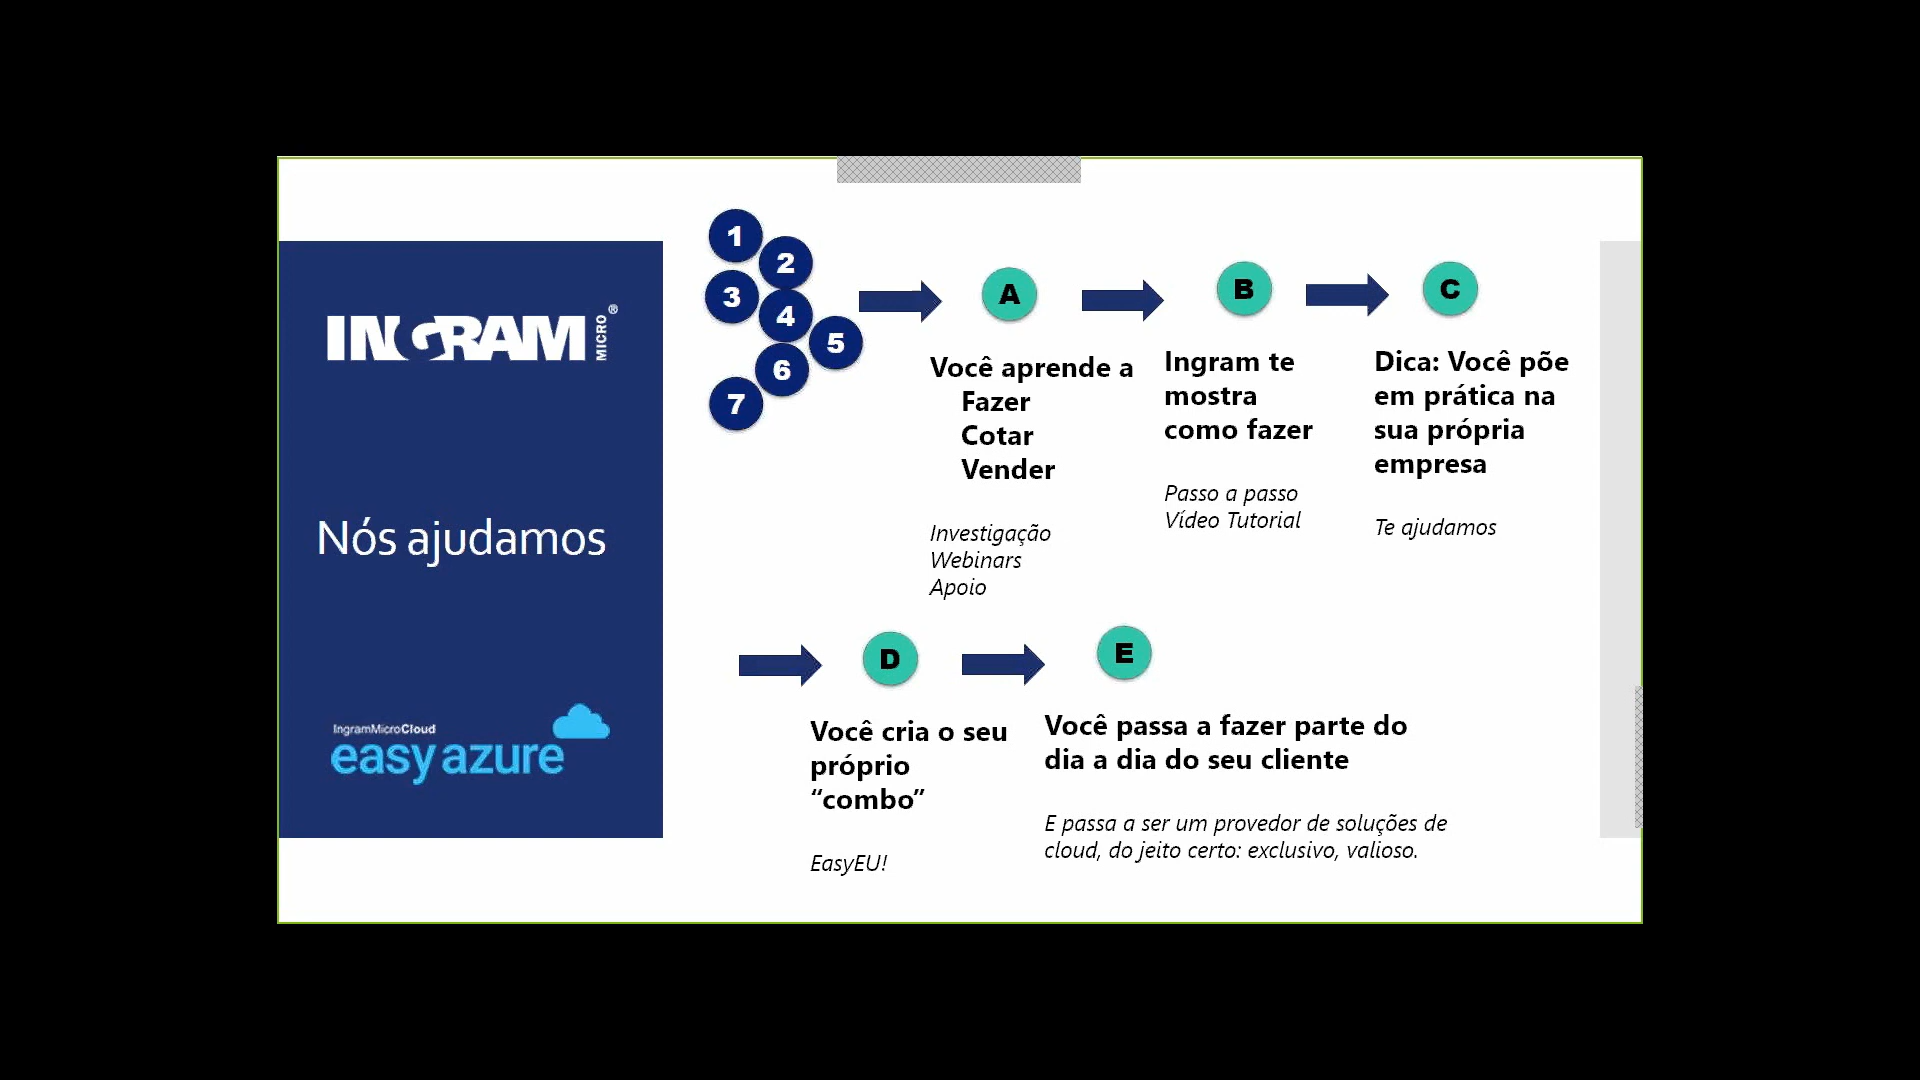 INGRAM MICRO®
Nós ajudamos
IngramMicroCloud
easy azure
1
2
3
4
5
6
7
A
Você aprende a
Fazer
Cotar
Vender
Investigação
Webinars
Apoio
B
Ingram te
mostra
como fazer
Passo a passo
Vídeo Tutorial
C
Dica: Você põe
em prática na
sua própria
empresa
Te ajudamos
D
Você cria o seu
próprio
“combo”
EasyEU!
E
Você passa a fazer parte do
dia a dia do seu cliente
E passa a ser um provedor de soluções de
cloud, do jeito certo: exclusivo, valioso.